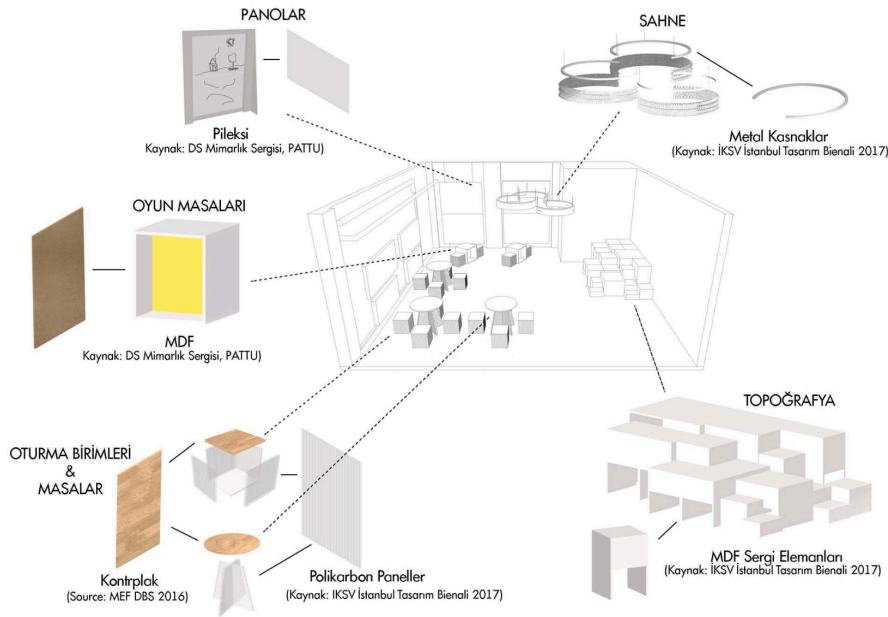 PANOLAR
Pileksi
Kaynak: DS Mimarlık Sergisi, PATTU)
SAHNE
Metal Kasnaklar
(Kaynak: İKSV İstanbul Tasarım Bienali 2017)
OYUN MASALARI
MDF
Kaynak: DS Mimarlık Sergisi, PATTU)
OTURMA BİRİMLERİ
&
MASALAR
Kontrplak
(Source: MEF DBS 2016)
Polikarbon Paneller
(Kaynak: IKSV İstanbul Tasarım Bienali 2017)
TOPOĞRAFYA
MDF Sergi Elemanları
(Kaynak: İKSV İstanbul Tasarım Bienali 2017)